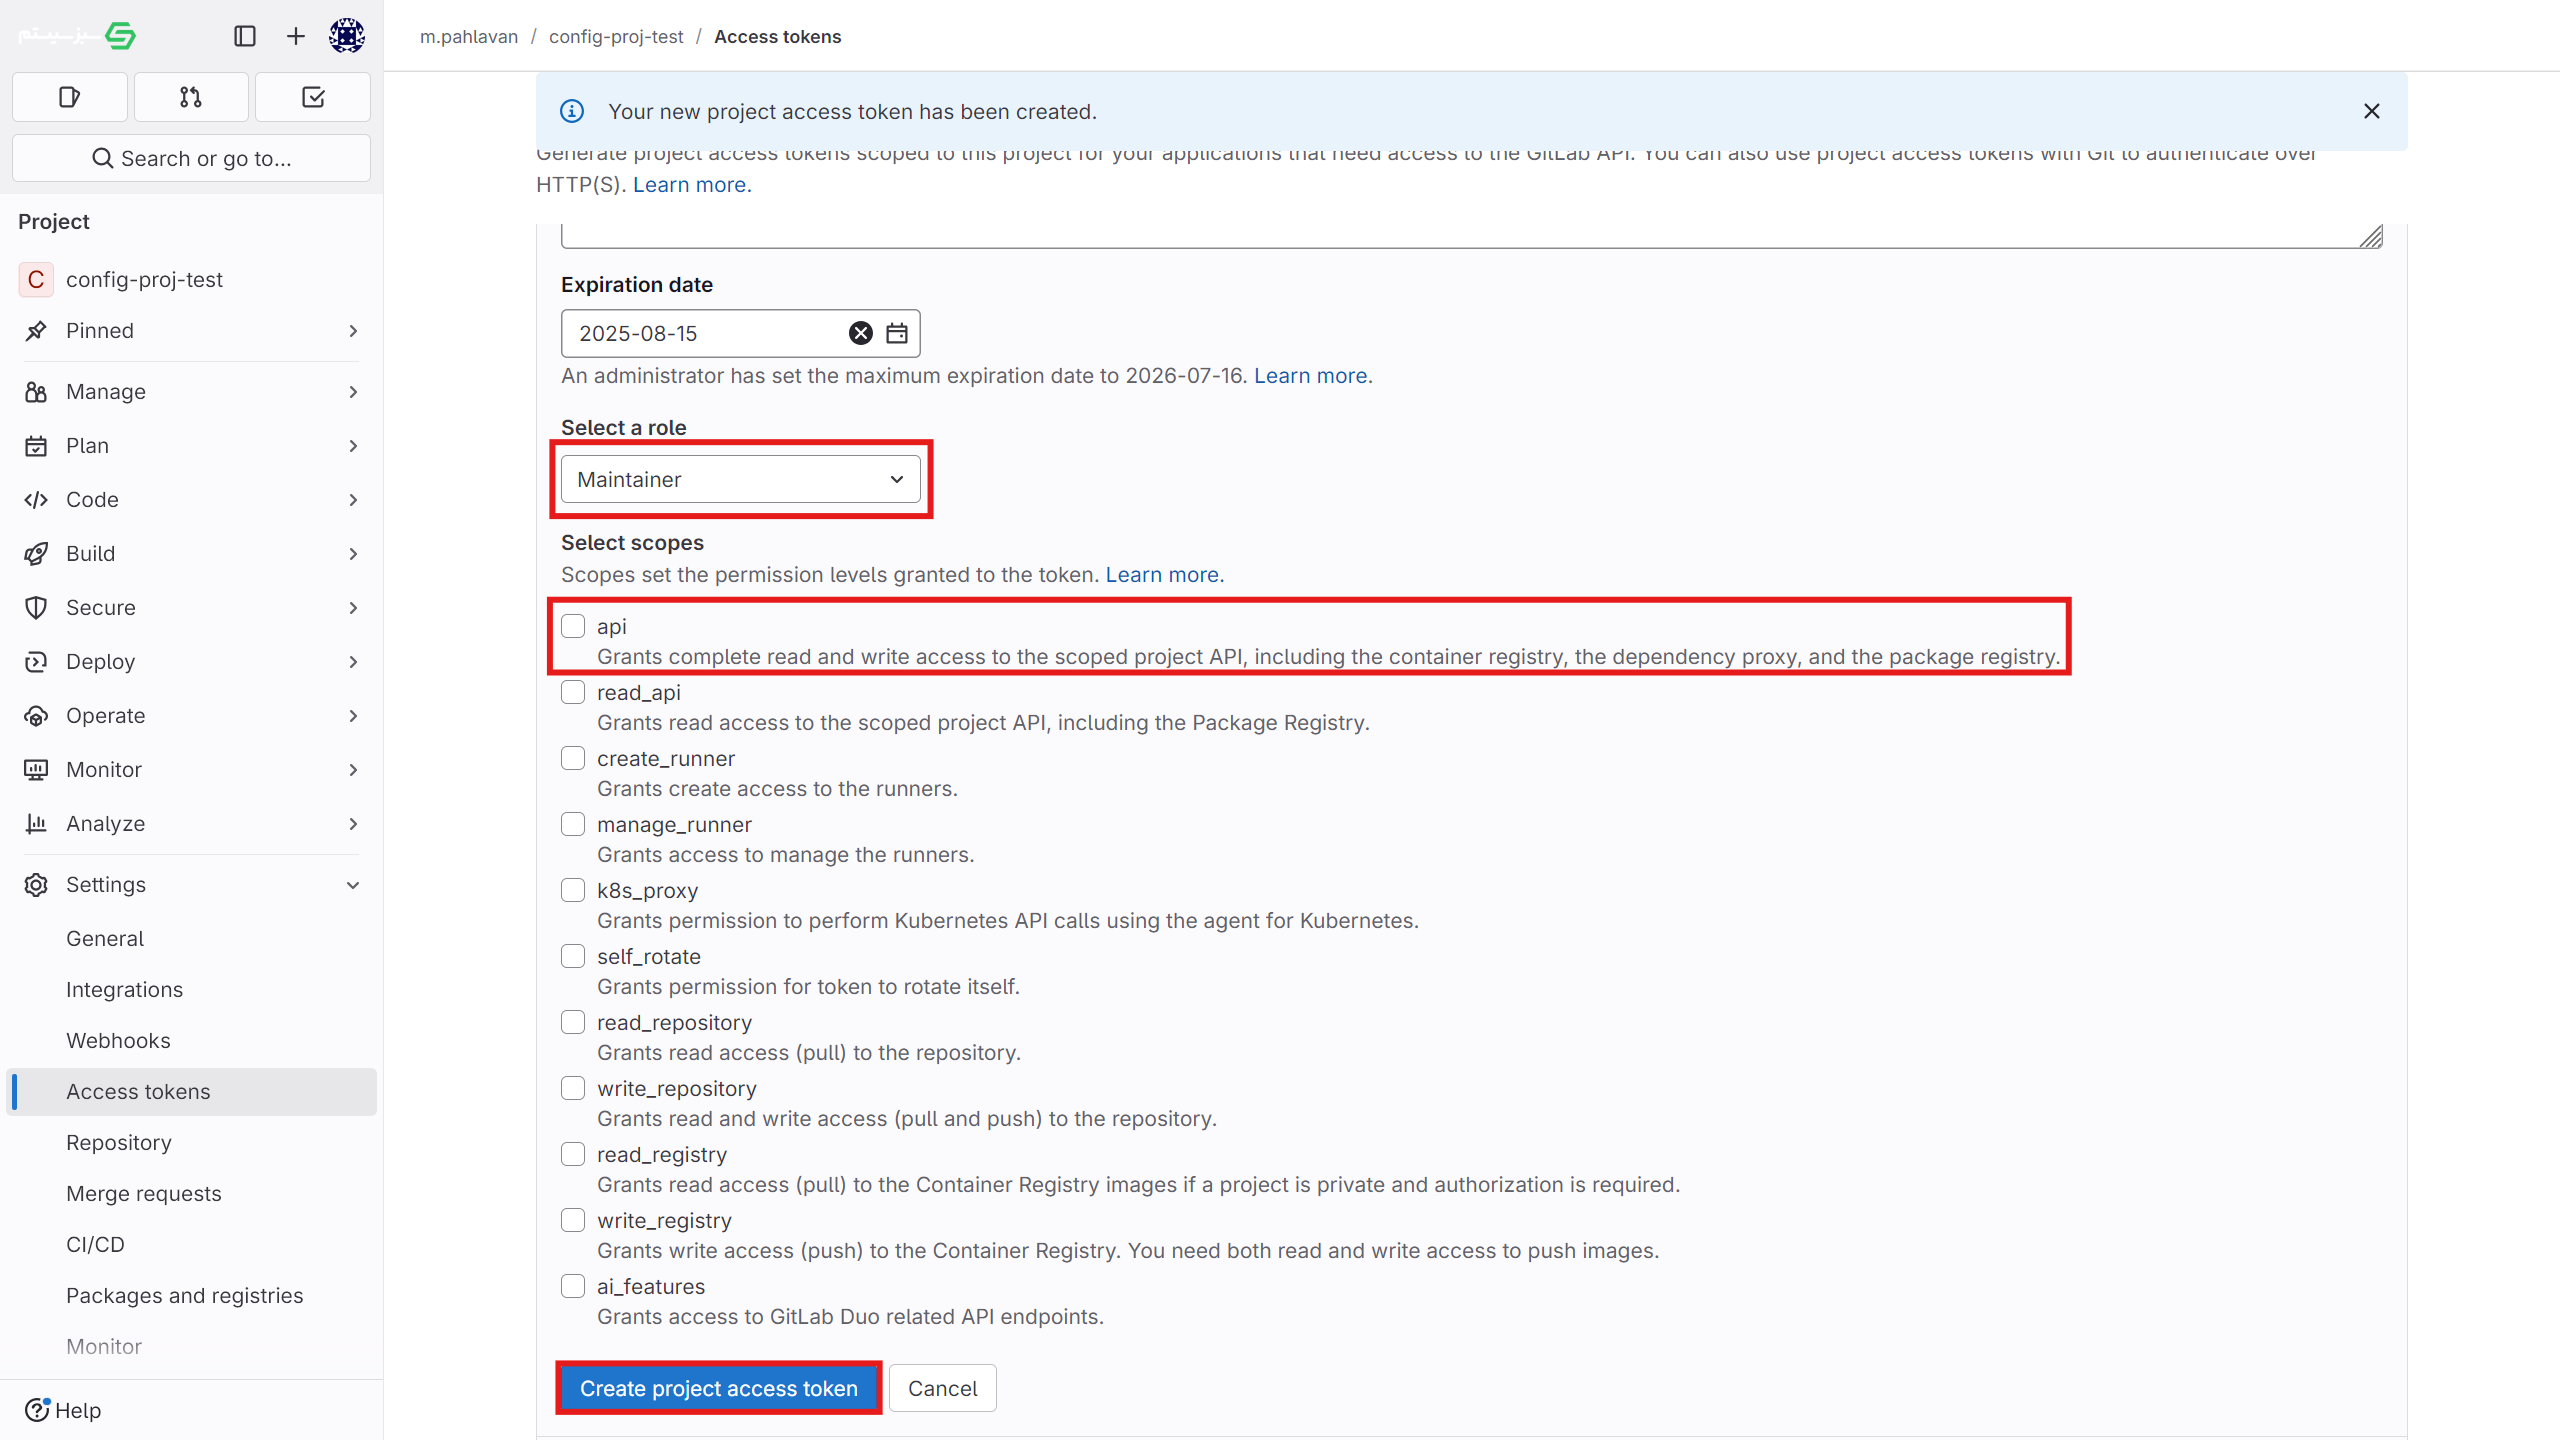 سبزسیستم
Search or go to...
Project
C config-proj-test
Pinned
Manage
Plan
Code
Build
Secure
Deploy
Operate
Monitor
Analyze
Settings
General
Integrations
Webhooks
Access tokens
Repository
Merge requests
CI/CD
Packages and registries
Monitor
Help
m.pahlavan / config-proj-test / Access tokens
Your new project access token has been created.
Generate project access tokens scoped to this project for your applications that need access to the GitLab API. You can also use project access tokens with Git to authenticate over
HTTP(S). Learn more.
Expiration date
2025-08-15
An administrator has set the maximum expiration date to 2026-07-16. Learn more.
Select a role
Maintainer
Select scopes
Scopes set the permission levels granted to the token. Learn more.
api
Grants complete read and write access to the scoped project API, including the container registry, the dependency proxy, and the package registry.
read_api
Grants read access to the scoped project API, including the Package Registry.
create_runner
Grants create access to the runners.
manage_runner
Grants access to manage the runners.
k8s_proxy
Grants permission to perform Kubernetes API calls using the agent for Kubernetes.
self_rotate
Grants permission for token to rotate itself.
read_repository
Grants read access (pull) to the repository.
write_repository
Grants read and write access (pull and push) to the repository.
read_registry
Grants read access (pull) to the Container Registry images if a project is private and authorization is required.
write_registry
Grants write access (push) to the Container Registry. You need both read and write access to push images.
ai_features
Grants access to GitLab Duo related API endpoints.
Create project access token
Cancel